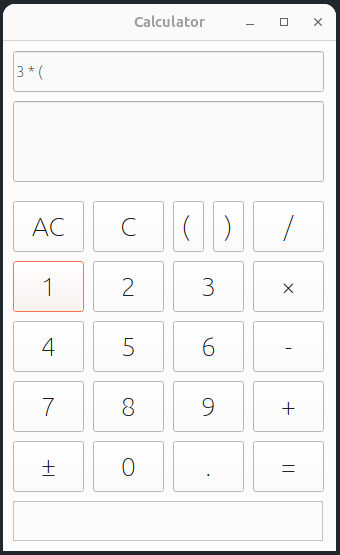 Calculator
3 * (
AC C ( ) /
1 2 3 ×
4 5 6 -
7 8 9 +
± 0 . =